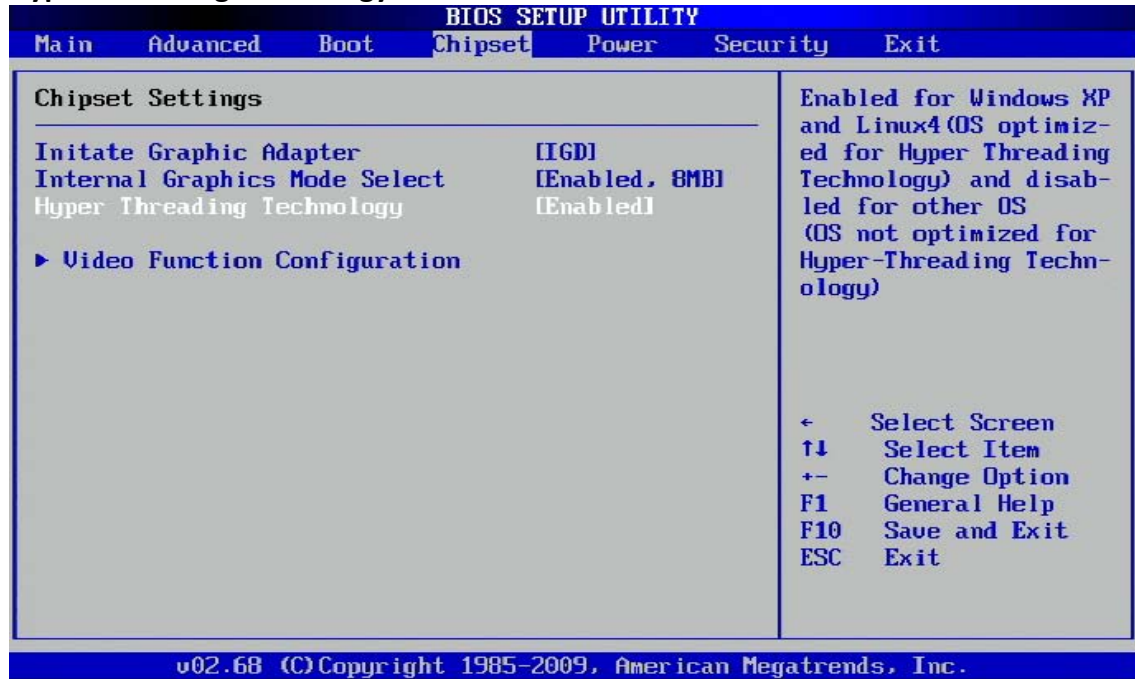 BIOS SETUP UTILITY
Main Advanced Boot Chipset Power Security Exit
Chipset Settings
Initate Graphic Adapter [IGD]
Internal Graphics Mode Select [Enabled, 8MB]
Hyper Threading Technology [Enabled]
▶ Video Function Configuration
Enabled for Windows XP
and Linux4(OS optimiz-
ed for Hyper Threading
Technology) and disab-
led for other OS
(OS not optimized for
Hyper-Threading Techn-
ology)
← Select Screen
↑↓ Select Item
+- Change Option
F1 General Help
F10 Save and Exit
ESC Exit
v02.68 (C)Copyright 1985-2009, American Megatrends, Inc.